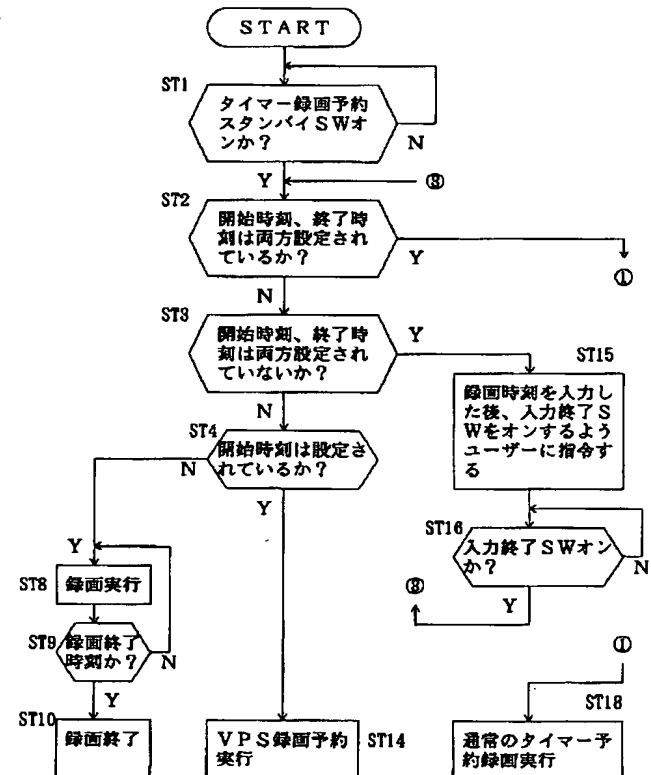 START
ST1
タイマー録画予約
スタンバイSWオ
ンか？
N
Y
③
ST2
開始時刻、終了時
刻は両方設定され
ているか？
Y
①
N
ST3
開始時刻、終了時
刻は両方設定され
ていないか？
Y
N
ST15
録画時刻を入力し
た後、入力終了S
Wをオンするよう
ユーザーに指令す
る
ST4
開始時刻は設定さ
れているか？
N
Y
ST16
入力終了SWオン
か？
N
Y
③
Y
ST8
録画実行
ST9
録画終了
時刻か？
N
Y
ST10
録画終了
VPS録画予約
実行
ST14
①
ST18
通常のタイマー予
約録画実行